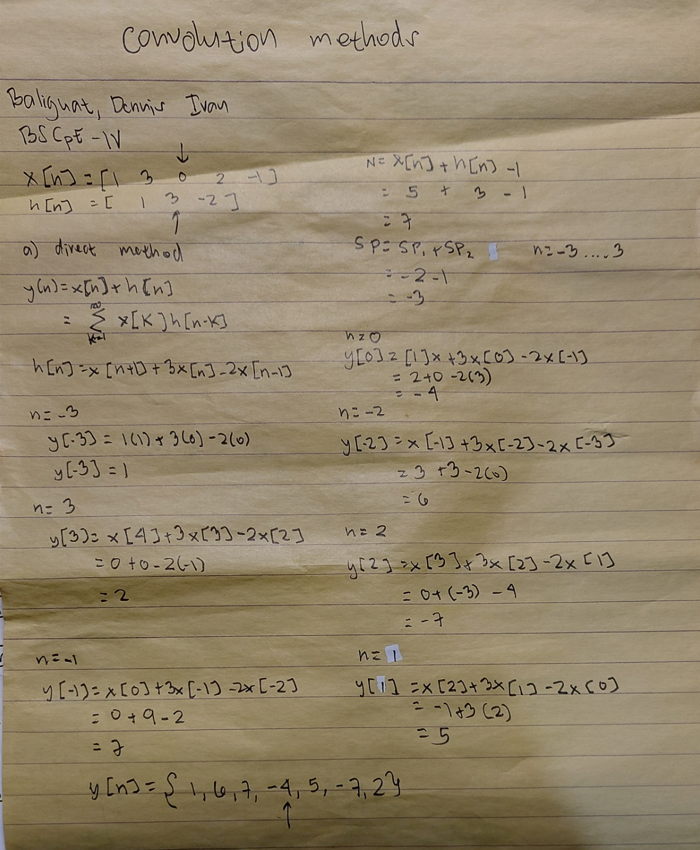 Convolution methods
Baliguat, Dennis Ivan
BSCpE - IV
↓
x[n] = [1 3 0 2 -1]
h[n] = [ 1 3 -2 ]
↑
N = x[n] + h[n] - 1
= 5 + 3 - 1
= 7
a) direct method
SP = SP₁ + SP₂ n = -3 .... 3
= -2 -1
= -3
y(n) = x[n] + h[n]
= ∞ Σ K=1 x[K] h[n-K]
h[n] = x[n+1] + 3x[n] - 2x[n-1]
n=0
y[0] = [1]x + 3x[0] - 2x[-1]
= 2+0 -2(3)
= -4
n = -3
y[-3] = 1(1) + 3(0) - 2(0)
y[-3] = 1
n = -2
y[-2] = x[-1] + 3x[-2] - 2x[-3]
= 3 + 3 - 2(0)
= 6
n = 3
y[3] = x[4] + 3x[3] - 2x[2]
= 0 + 0 - 2(-1)
= 2
n = 2
y[2] = x[3] + 3x[2] - 2x[1]
= 0 + (-3) - 4
= -7
n = -1
y[-1] = x[0] + 3x[-1] - 2x[-2]
= 0 + 9 - 2
= 7
n = 1
y[1] = x[2] + 3x[1] - 2x[0]
= -1 + 3(2)
= 5
y[n] = { 1, 6, 7, -4, 5, -7, 2 }
↑